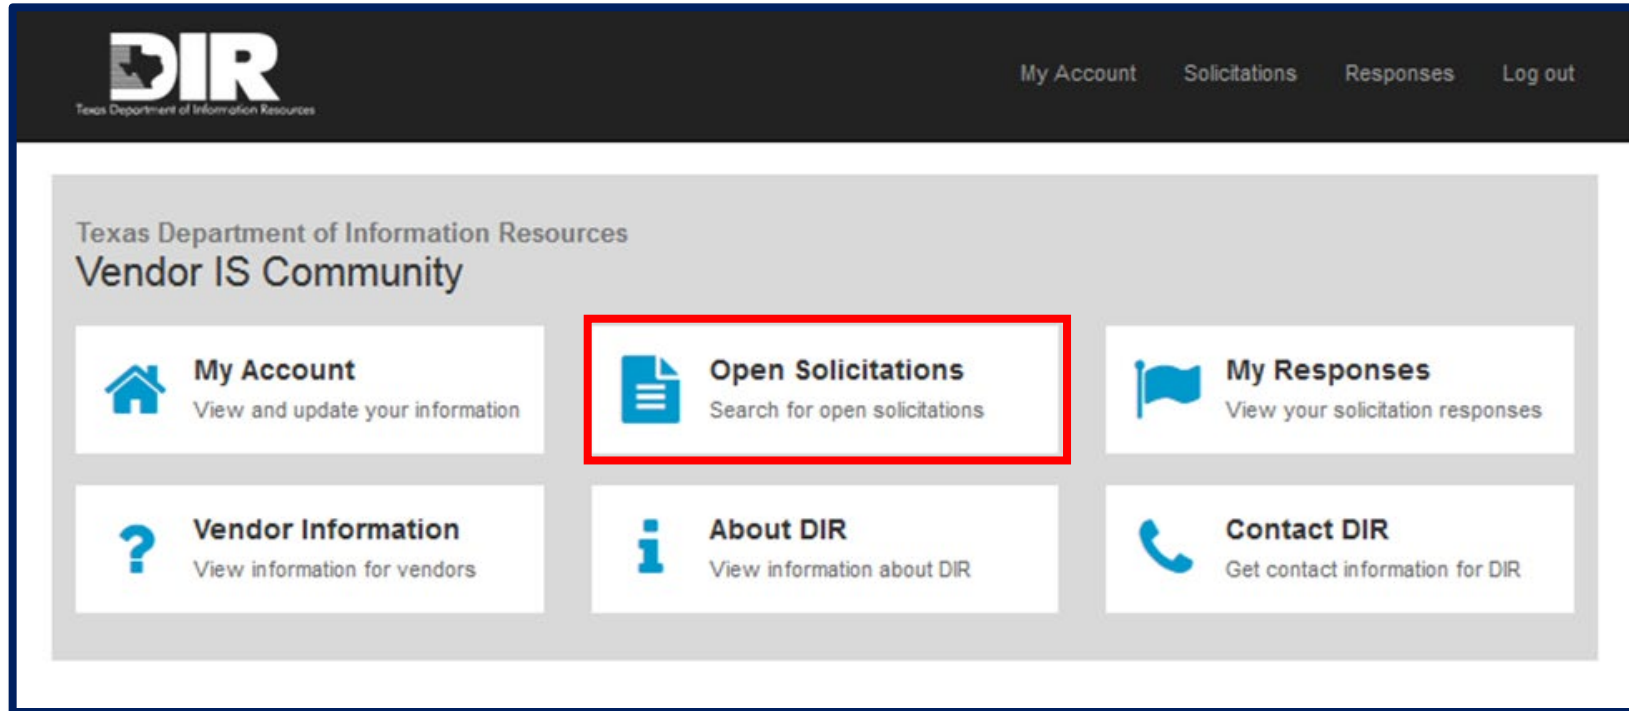 DIR
Texas Department of Information Resources
My Account Solicitations Responses Log out
Texas Department of Information Resources
Vendor IS Community
My Account
View and update your information
Open Solicitations
Search for open solicitations
My Responses
View your solicitation responses
Vendor Information
View information for vendors
About DIR
View information about DIR
Contact DIR
Get contact information for DIR